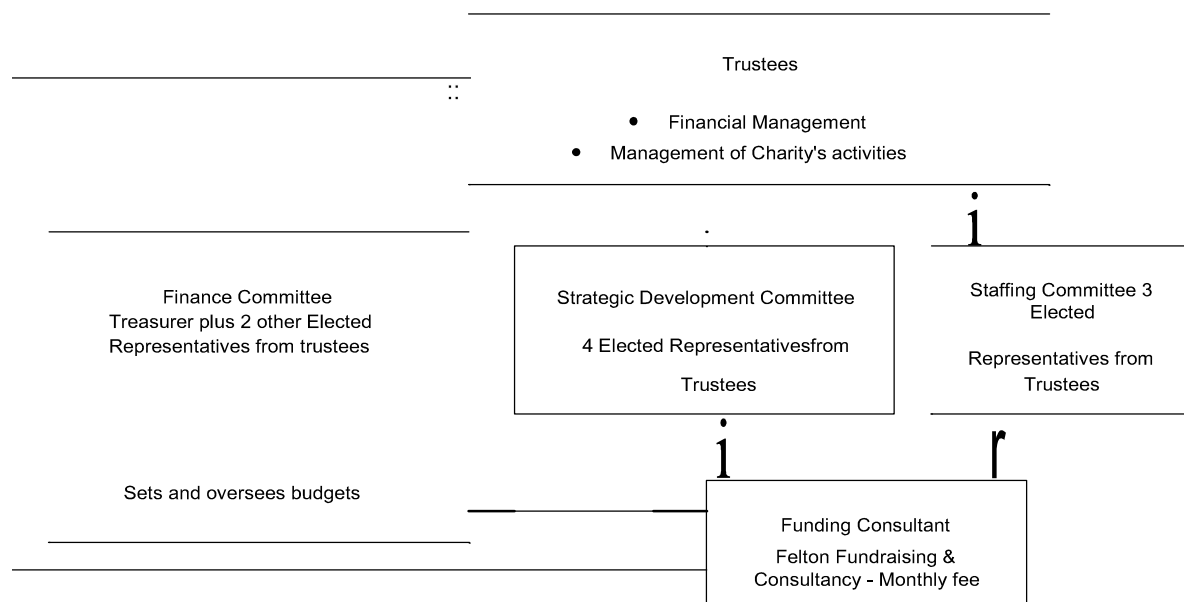 Trustees
::
• Financial Management
• Management of Charity's activities
i
Finance Committee
Treasurer plus 2 other Elected
Representatives from trustees
Sets and oversees budgets
Strategic Development Committee
4 Elected Representativesfrom
Trustees
Staffing Committee 3
Elected
Representatives from
Trustees
i
r
Funding Consultant
Felton Fundraising &
Consultancy - Monthly fee